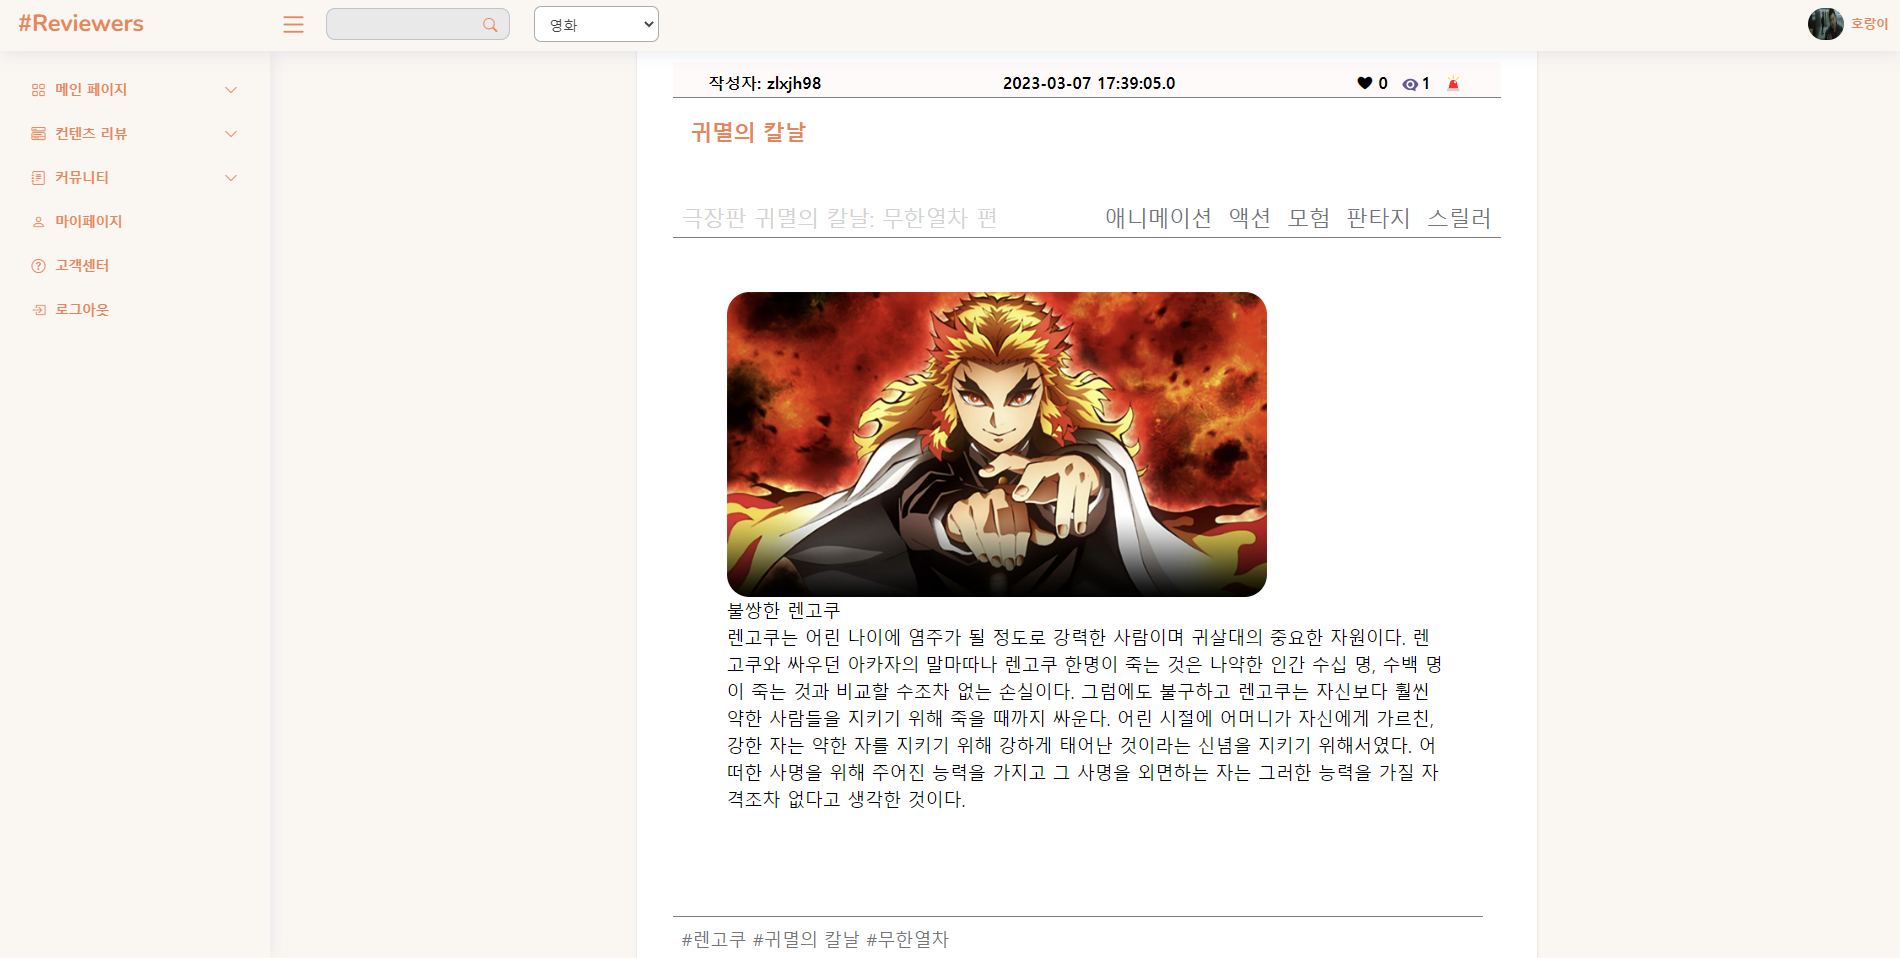 #Reviewers
영화
호랑이
메인 페이지
컨텐츠 리뷰
커뮤니티
마이페이지
고객센터
로그아웃
작성자: zlxjh98 2023-03-07 17:39:05.0 0 1
귀멸의 칼날
극장판 귀멸의 칼날: 무한열차 편 애니메이션 액션 모험 판타지 스릴러
불쌍한 렌고쿠
렌고쿠는 어린 나이에 염주가 될 정도로 강력한 사람이며 귀살대의 중요한 자원이다. 렌
고쿠와 싸우던 아카자의 말마따나 렌고쿠 한명이 죽는 것은 나약한 인간 수십 명, 수백 명
이 죽는 것과 비교할 수조차 없는 손실이다. 그럼에도 불구하고 렌고쿠는 자신보다 훨씬
약한 사람들을 지키기 위해 죽을 때까지 싸운다. 어린 시절에 어머니가 자신에게 가르친,
강한 자는 약한 자를 지키기 위해 강하게 태어난 것이라는 신념을 지키기 위해서였다. 어
떠한 사명을 위해 주어진 능력을 가지고 그 사명을 외면하는 자는 그러한 능력을 가질 자
격조차 없다고 생각한 것이다.
#렌고쿠 #귀멸의 칼날 #무한열차